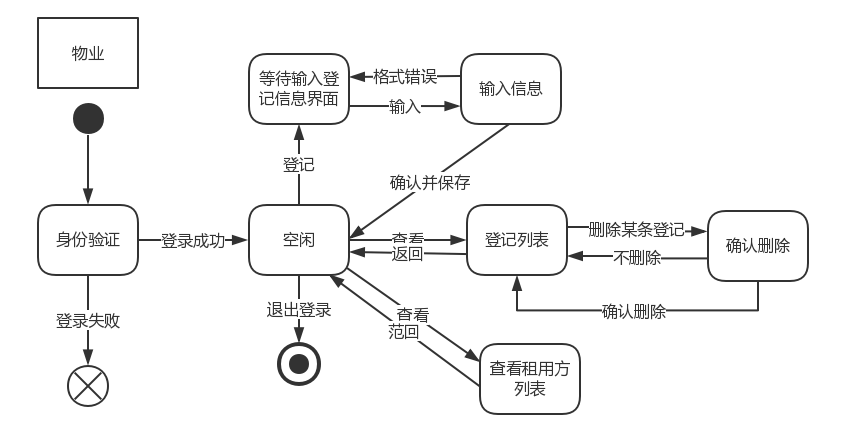 物业
等待输入登
记信息界面
格式错误
输入
输入信息
登记
确认并保存
身份验证
登录成功
空闲
查看
返回
登记列表
删除某条登记
不删除
确认删除
确认删除
登录失败
退出登录
查看
范回
查看租用方
列表